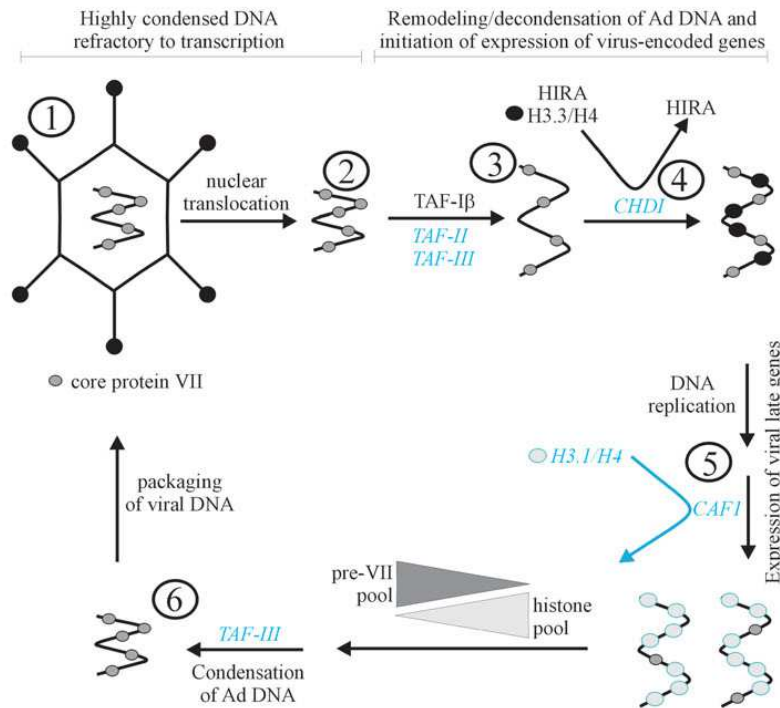 Highly condensed DNA
refractory to transcription
Remodeling/decondensation of Ad DNA and
initiation of expression of virus-encoded genes
1
nuclear
translocation
2
TAF-Iβ
TAF-II
TAF-III
3
HIRA
H3.3/H4
HIRA
4
CHDI
core protein VII
DNA
replication
Expression of viral late genes
H3.1/H4
5
CAF1
packaging
of viral DNA
pre-VII
pool
histone
pool
6
TAF-III
Condensation
of Ad DNA